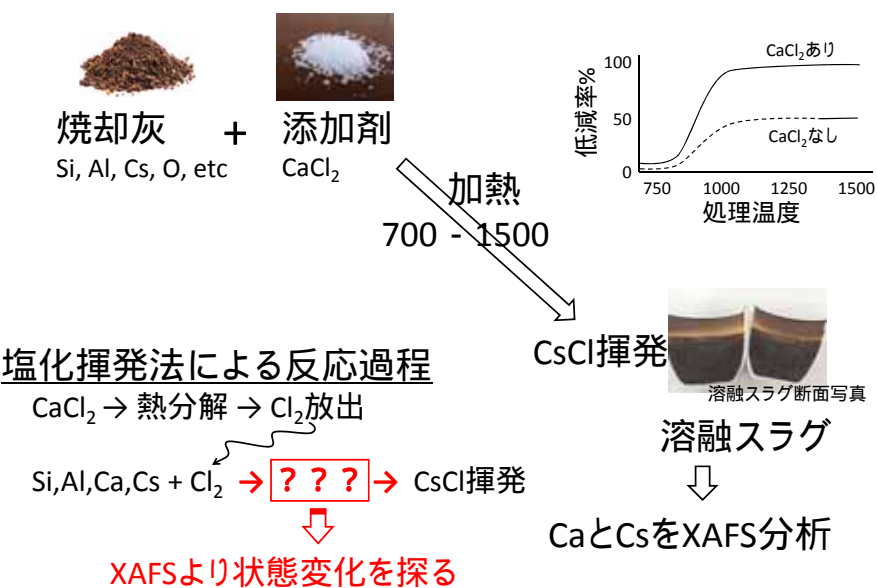 焼却灰 + 添加剤
Si, Al, Cs, O, etc CaCl2
加熱
700 - 1500
低減率%
100
50
0
CaCl2あり
CaCl2なし
750 1000 1250 1500
処理温度
CsCl揮発
溶融スラグ断面写真
溶融スラグ
CaとCsをXAFS分析
塩化揮発法による反応過程
CaCl2 → 熱分解 → Cl2放出
Si,Al,Ca,Cs + Cl2 → ??? → CsCl揮発
XAFSより状態変化を探る